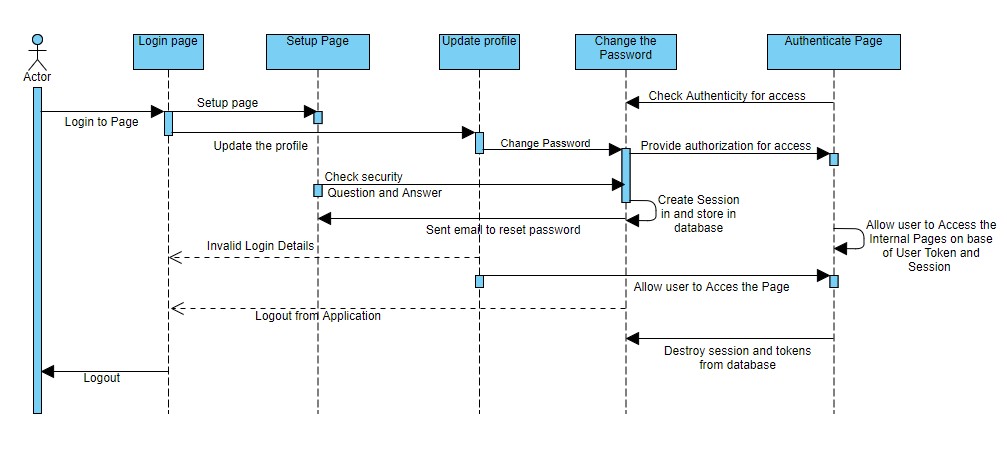 Login page
Setup Page
Update profile
Change the
Password
Authenticate Page
Actor
Check Authenticity for access
Setup page
Login to Page
Update the profile
Change Password
Provide authorization for access
Check security
Question and Answer
Create Session
in and store in
database
Sent email to reset password
Allow user to Access the
Internal Pages on base
of User Token and
Session
Invalid Login Details
Allow user to Acces the Page
Logout from Application
Destroy session and tokens
from database
Logout